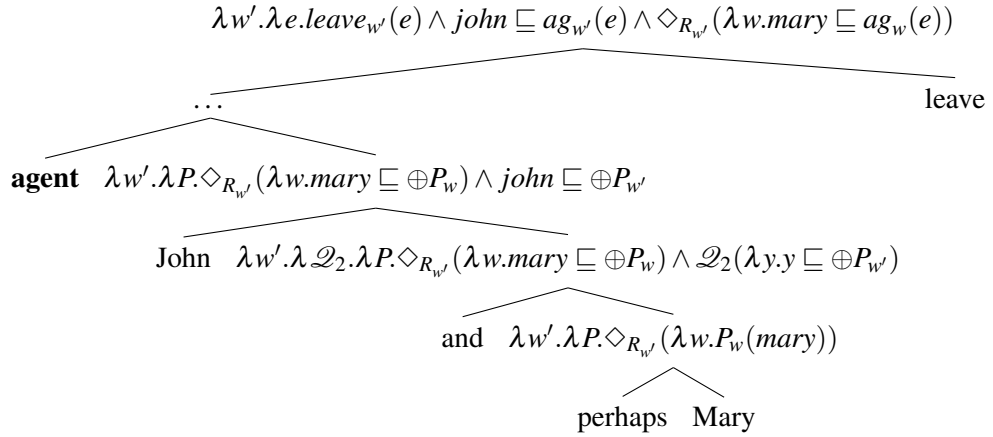 λw′.λe.leave_{w′}(e) ∧ john ⊑ ag_{w′}(e) ∧ ◇_{R_{w′}}(λw.mary ⊑ ag_w(e))
… leave
agent λw′.λP.◇_{R_{w′}}(λw.mary ⊑ ⊕P_w) ∧ john ⊑ ⊕P_{w′}
John λw′.λ𝒬₂.λP.◇_{R_{w′}}(λw.mary ⊑ ⊕P_w) ∧ 𝒬₂(λy.y ⊑ ⊕P_{w′})
and λw′.λP.◇_{R_{w′}}(λw.P_w(mary))
perhaps Mary